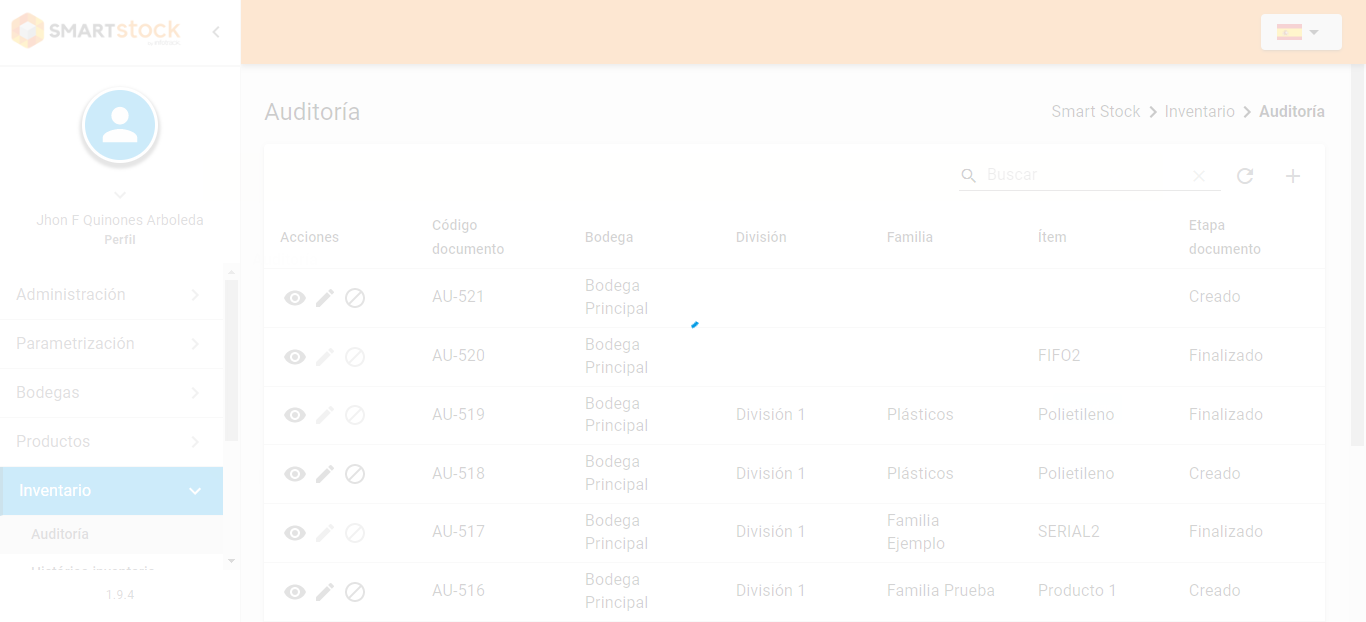 SMARTstock
Auditoría
Smart Stock > Inventario > Auditoría
Buscar
Jhon F Quinones Arboleda
Perfil
Administración
Parametrización
Bodegas
Productos
Inventario
Auditoría
Histórico inventario
1.9.4
Acciones
Código
documento
Bodega
División
Familia
Ítem
Etapa
documento
AU-521
Bodega
Principal
Creado
AU-520
Bodega
Principal
FIFO2
Finalizado
AU-519
Bodega
Principal
División 1
Plásticos
Polietileno
Finalizado
AU-518
Bodega
Principal
División 1
Plásticos
Polietileno
Creado
AU-517
Bodega
Principal
División 1
Familia
Ejemplo
SERIAL2
Finalizado
AU-516
Bodega
Principal
División 1
Familia Prueba
Producto 1
Creado